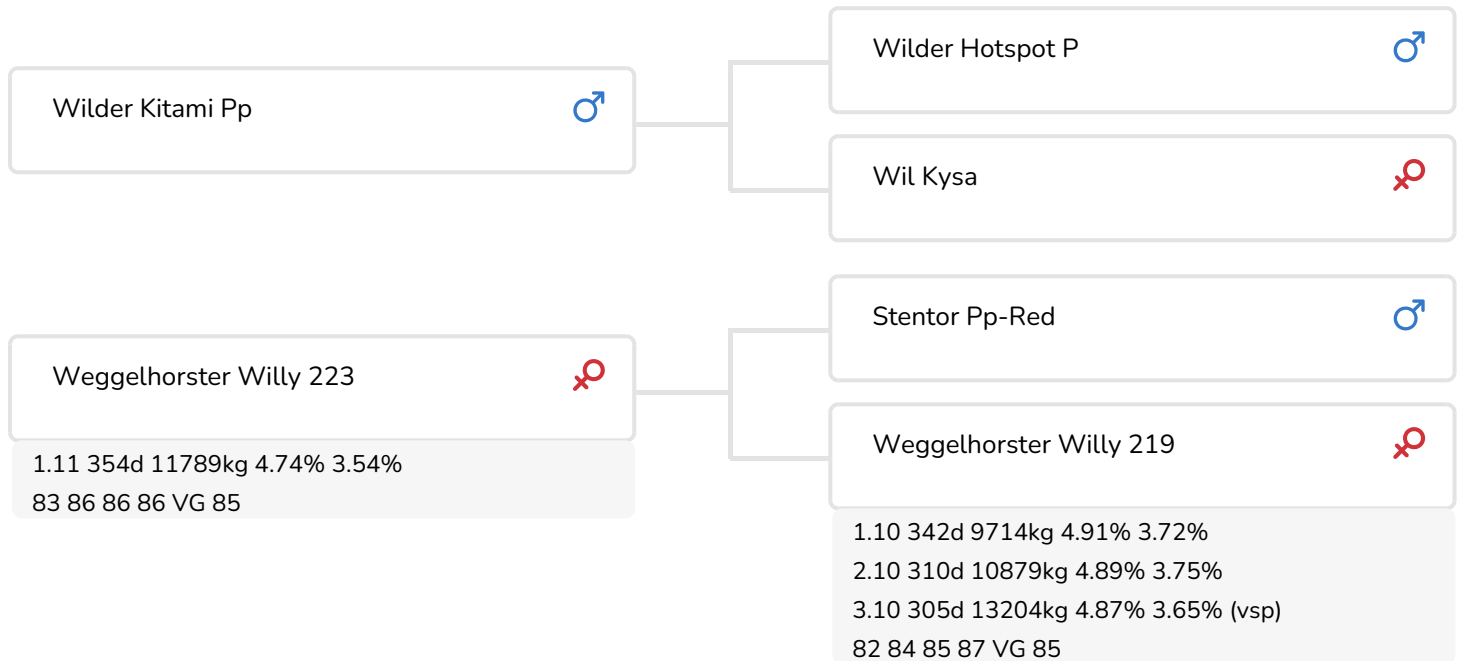 Wilder Kitami Pp
Wilder Hotspot P
Wil Kysa
Weggelhorster Willy 223
1.11 354d 11789kg 4.74% 3.54%
83 86 86 86 VG 85
Stentor Pp-Red
Weggelhorster Willy 219
1.10 342d 9714kg 4.91% 3.72%
2.10 310d 10879kg 4.89% 3.75%
3.10 305d 13204kg 4.87% 3.65% (vsp)
82 84 85 87 VG 85